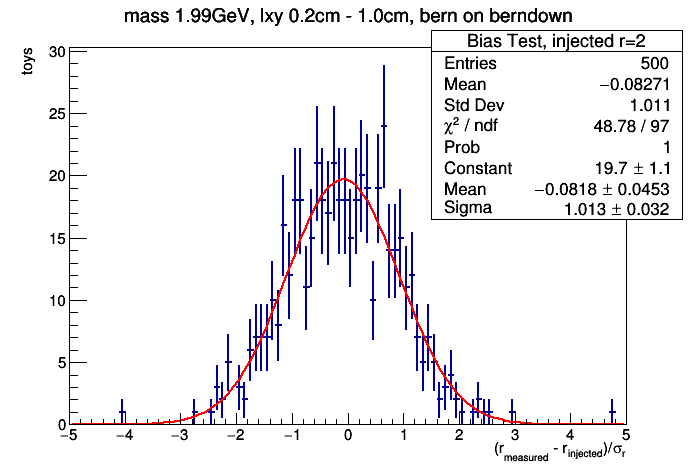 mass 1.99GeV, lxy 0.2cm - 1.0cm, bern on berndown
Bias Test, injected r=2
Entries 500
Mean −0.08271
Std Dev 1.011
χ² / ndf 48.78 / 97
Prob 1
Constant 19.7 ± 1.1
Mean −0.0818 ± 0.0453
Sigma 1.013 ± 0.032
toys
30
25
20
15
10
5
0
−5 −4 −3 −2 −1 0 1 2 3 4 5
(r_measured - r_injected)/σ_r